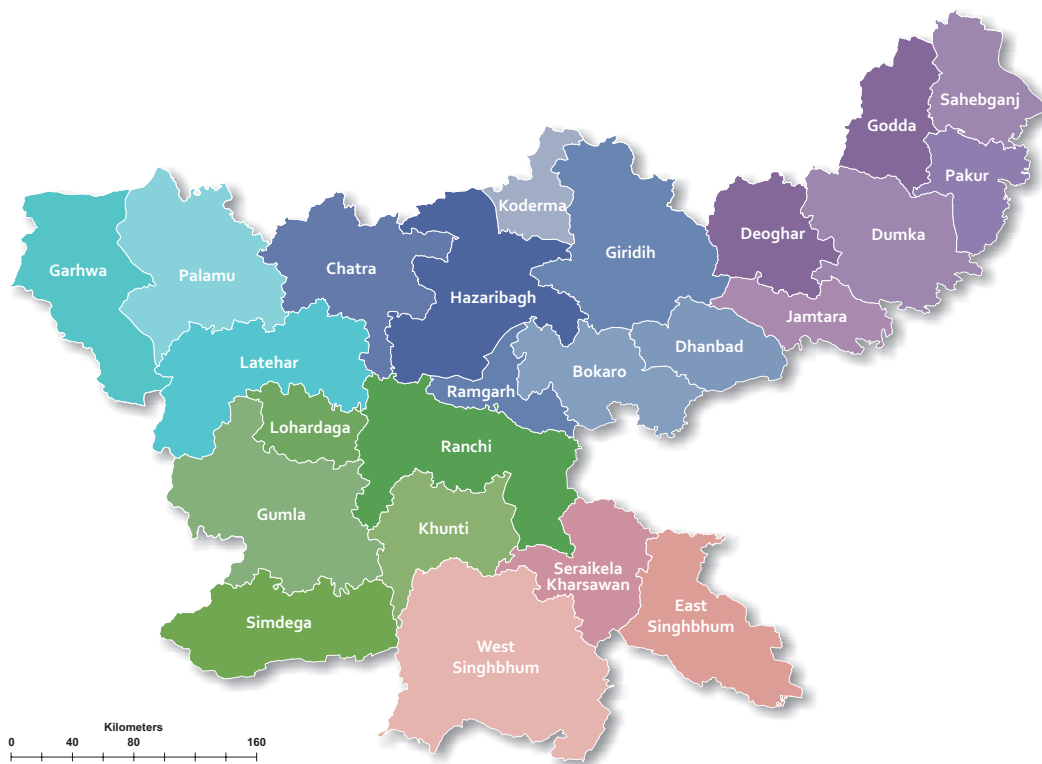 Sahebganj
Godda
Pakur
Koderma
Deoghar
Dumka
Giridih
Garhwa
Palamu
Chatra
Hazaribagh
Jamtara
Dhanbad
Latehar
Bokaro
Ramgarh
Lohardaga
Ranchi
Gumla
Khunti
Seraikela
Kharsawan
East
Singhbhum
Simdega
West
Singhbhum
Kilometers
0 40 80 160